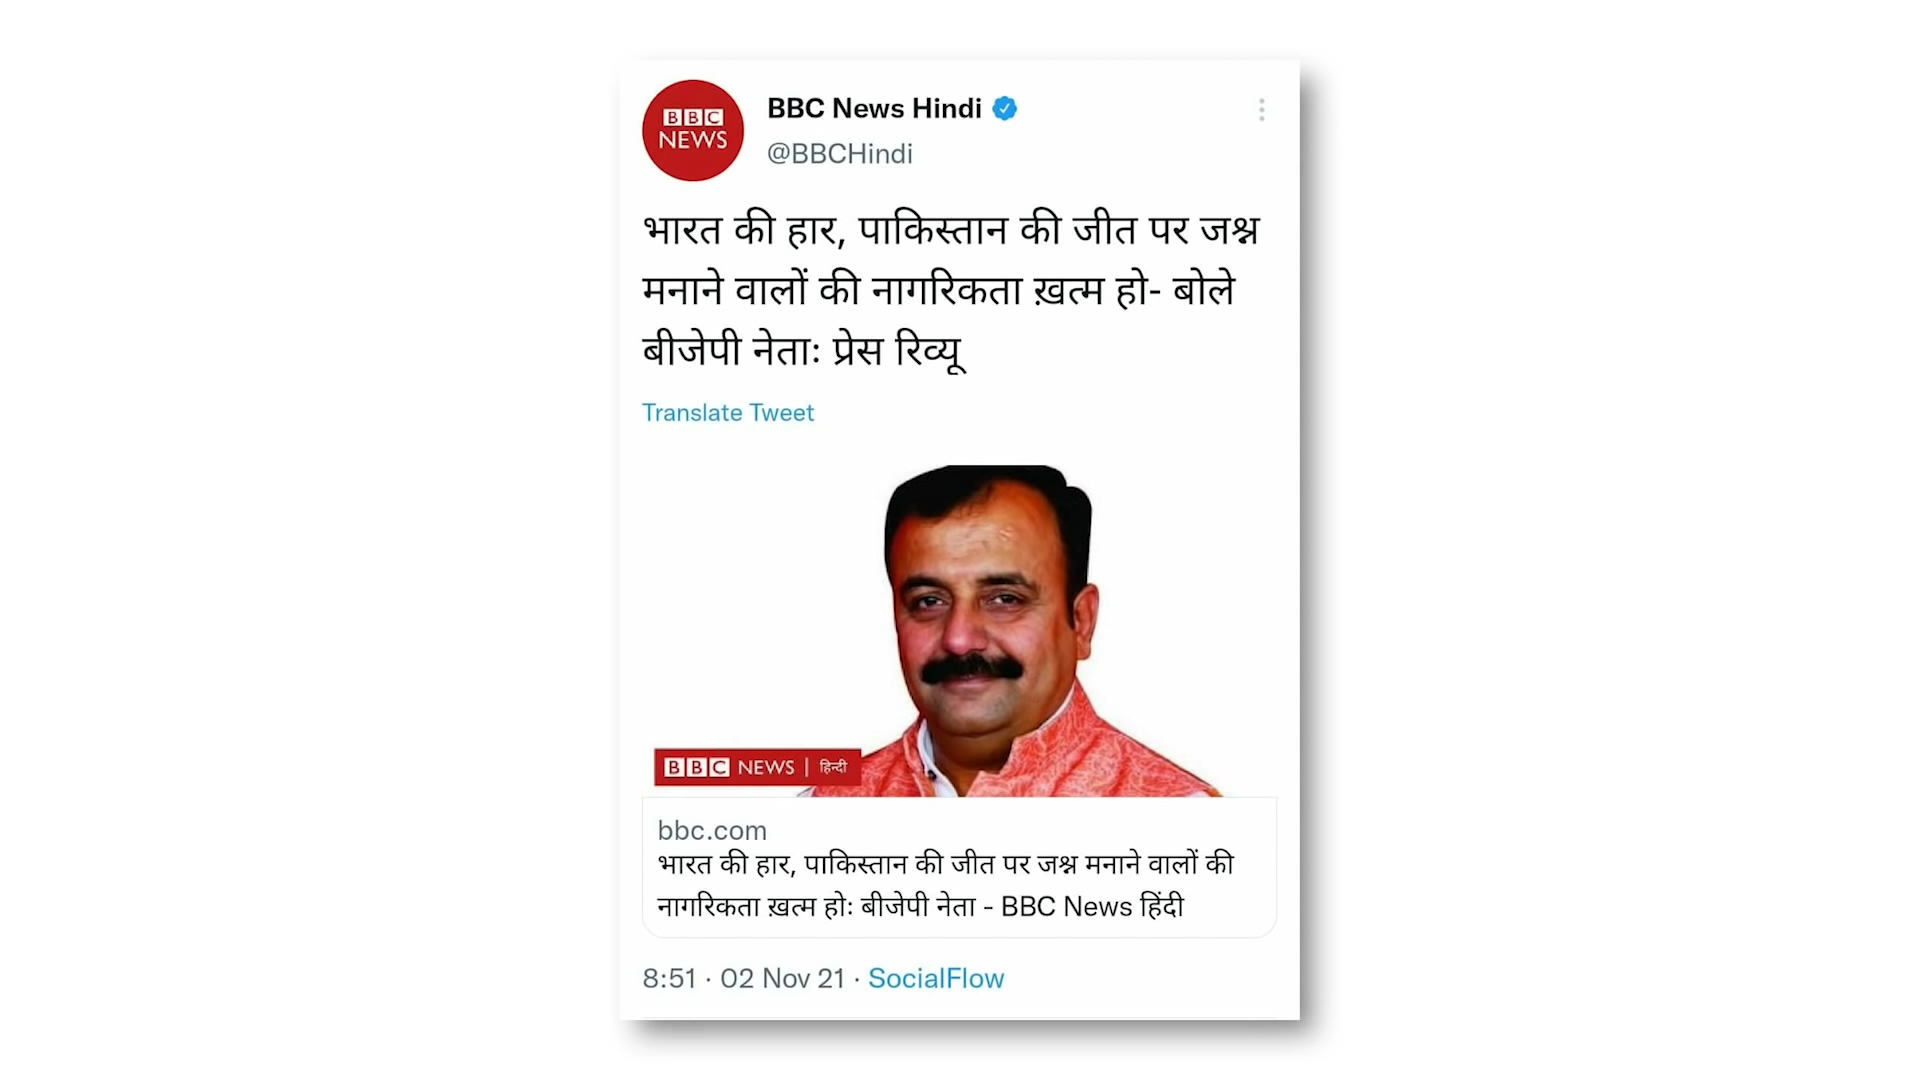 BBC NEWS
BBC News Hindi
@BBCHindi
भारत की हार, पाकिस्तान की जीत पर जश्न
मनाने वालों की नागरिकता ख़त्म हो- बोले
बीजेपी नेताः प्रेस रिव्यू
Translate Tweet
BBC NEWS | हिन्दी
bbc.com
भारत की हार, पाकिस्तान की जीत पर जश्न मनाने वालों की
नागरिकता ख़त्म होः बीजेपी नेता - BBC News हिंदी
8:51 · 02 Nov 21 · SocialFlow